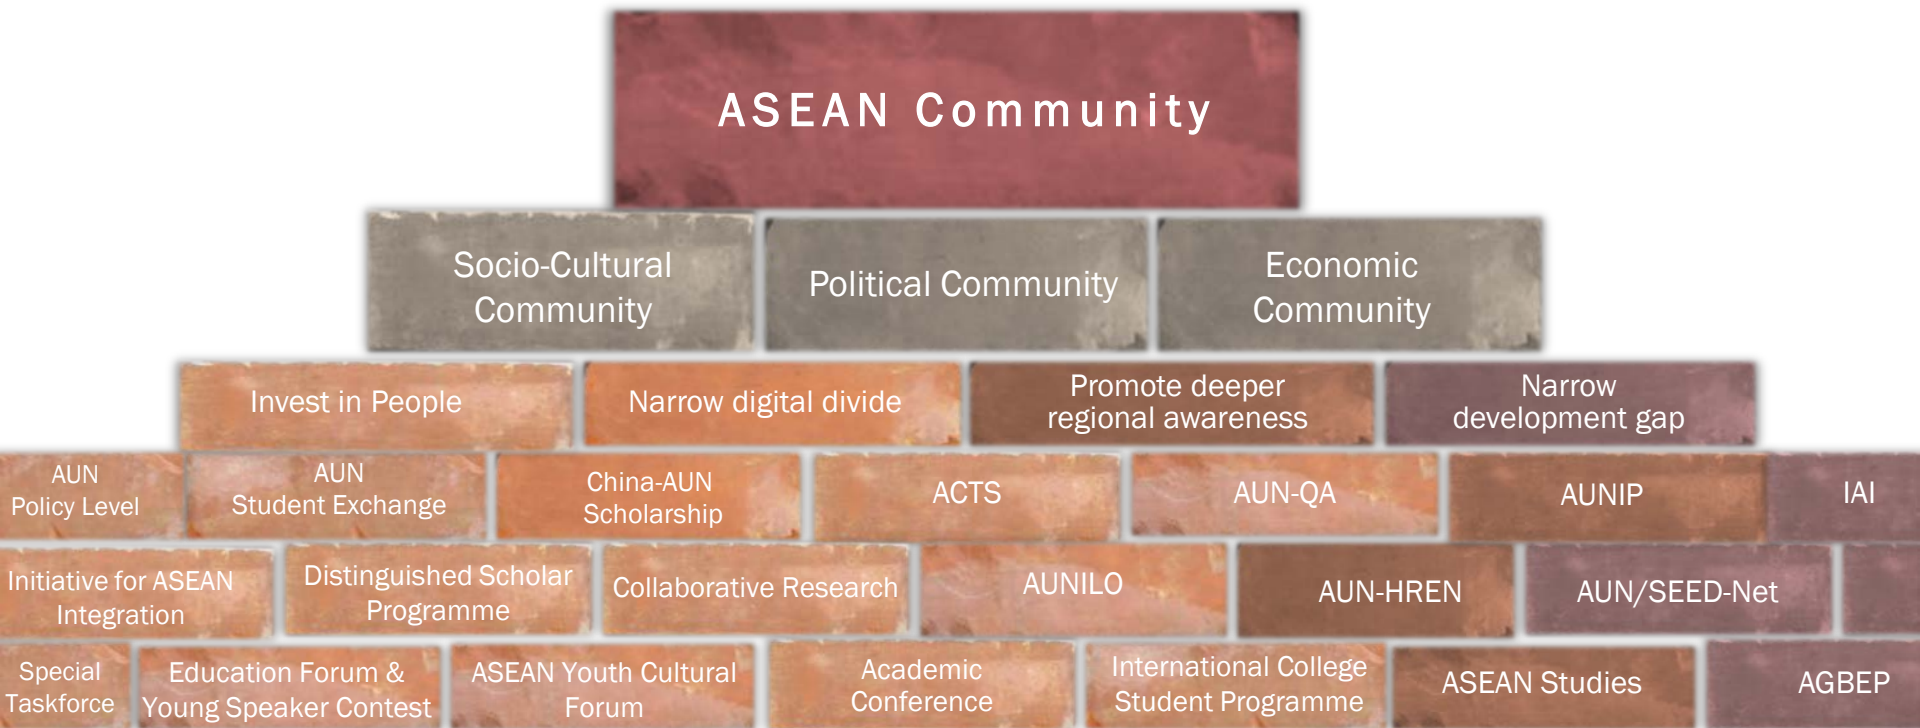 ASEAN Community
Socio-Cultural
Community
Political Community
Economic
Community
Invest in People
Narrow digital divide
Promote deeper
regional awareness
Narrow
development gap
AUN
Policy Level
AUN
Student Exchange
China-AUN
Scholarship
ACTS
AUN-QA
AUNIP
IAI
Initiative for ASEAN
Integration
Distinguished Scholar
Programme
Collaborative Research
AUNILO
AUN-HREN
AUN/SEED-Net
Special
Taskforce
Education Forum &
Young Speaker Contest
ASEAN Youth Cultural
Forum
Academic
Conference
International College
Student Programme
ASEAN Studies
AGBEP